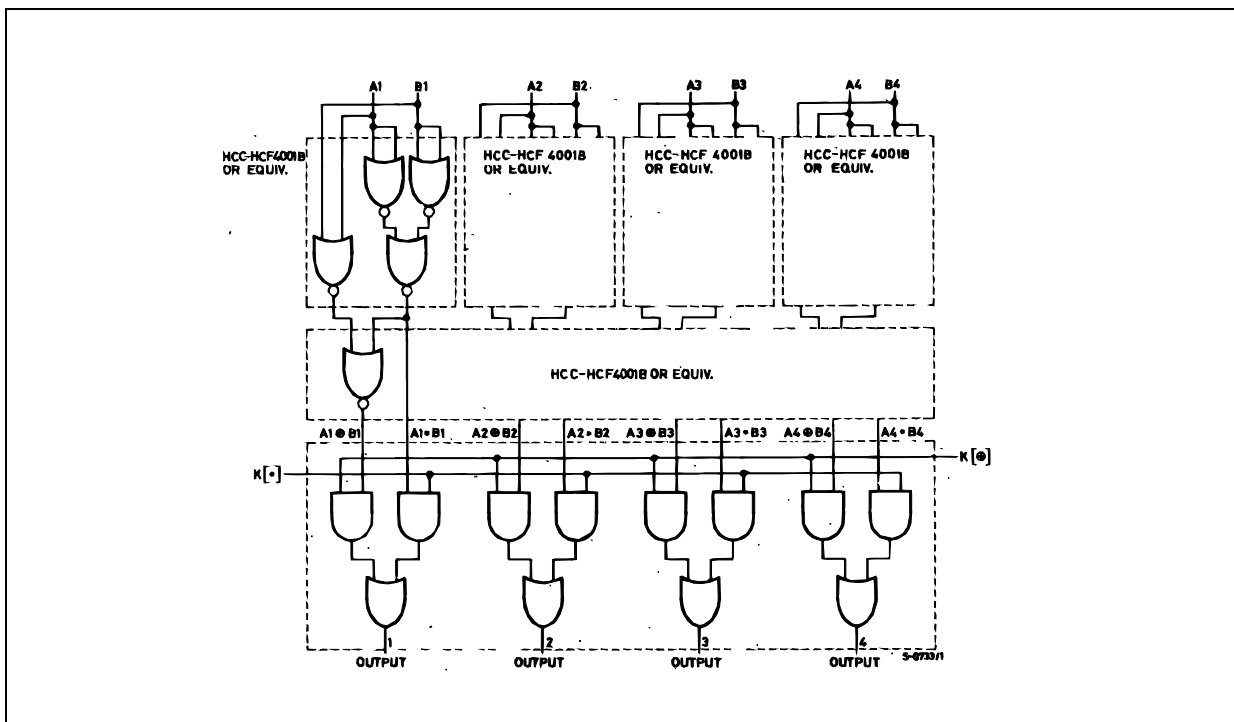 A1 B1 A2 B2 A3 B3 A4 B4
HCC-HCF4001B
OR EQUIV.
HCC-HCF 4001B
OR EQUIV.
HCC-HCF 4001B
OR EQUIV.
HCC-HCF 4001B
OR EQUIV.
HCC-HCF4001B OR EQUIV.
A1⊕B1 A1•B1 A2⊕B2 A2•B2 A3⊕B3 A3•B3 A4⊕B4 A4•B4
K[⊕]
K[•]
1 2 3 4
OUTPUT OUTPUT OUTPUT OUTPUT
S-0733/1